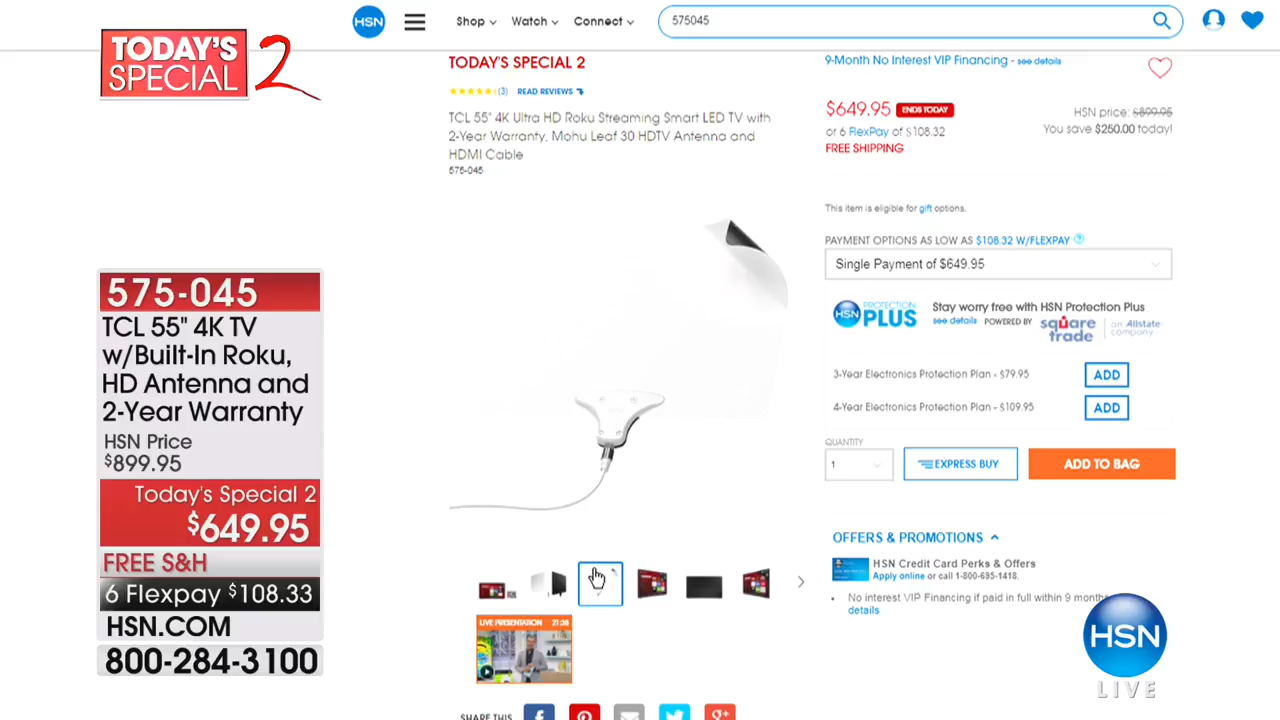 HSN
Shop
Watch
Connect
575045
TODAY'S
SPECIAL
2
TODAY'S SPECIAL 2
(3) READ REVIEWS
TCL 55" 4K Ultra HD Roku Streaming Smart LED TV with
2-Year Warranty, Mohu Leaf 30 HDTV Antenna and
HDMI Cable
575-045
9-Month No Interest VIP Financing - see details
$649.95 ENDS TODAY
HSN price: $899.95
or 6 FlexPay of $108.32
You save $250.00 today!
FREE SHIPPING
This item is eligible for gift options.
PAYMENT OPTIONS AS LOW AS $108.32 W/FLEXPAY ?
Single Payment of $649.95
HSN PROTECTION PLUS
Stay worry free with HSN Protection Plus
see details POWERED BY square trade | an Allstate company
3-Year Electronics Protection Plan - $79.95 ADD
4-Year Electronics Protection Plan - $109.95 ADD
QUANTITY
1
EXPRESS BUY
ADD TO BAG
OFFERS & PROMOTIONS
HSN Credit Card Perks & Offers
Apply online or call 1-800-695-1418.
No interest VIP Financing if paid in full within 9 months
details
575-045
TCL 55" 4K TV
w/Built-In Roku,
HD Antenna and
2-Year Warranty
HSN Price
$899.95
Today's Special 2
$649.95
FREE S&H
6 Flexpay $108.33
HSN.COM
800-284-3100
LIVE PRESENTATION 21:38
SHARE THIS
HSN
LIVE